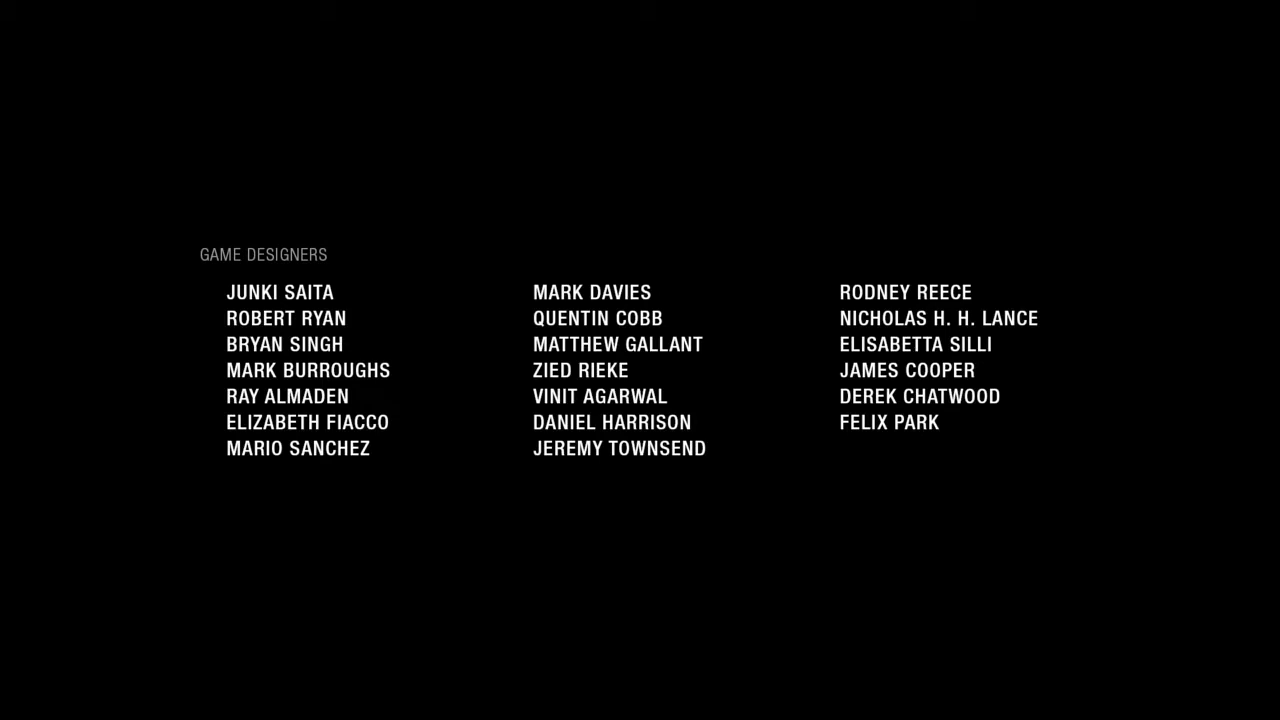 GAME DESIGNERS
JUNKI SAITA
ROBERT RYAN
BRYAN SINGH
MARK BURROUGHS
RAY ALMADEN
ELIZABETH FIACCO
MARIO SANCHEZ
MARK DAVIES
QUENTIN COBB
MATTHEW GALLANT
ZIED RIEKE
VINIT AGARWAL
DANIEL HARRISON
JEREMY TOWNSEND
RODNEY REECE
NICHOLAS H. H. LANCE
ELISABETTA SILLI
JAMES COOPER
DEREK CHATWOOD
FELIX PARK